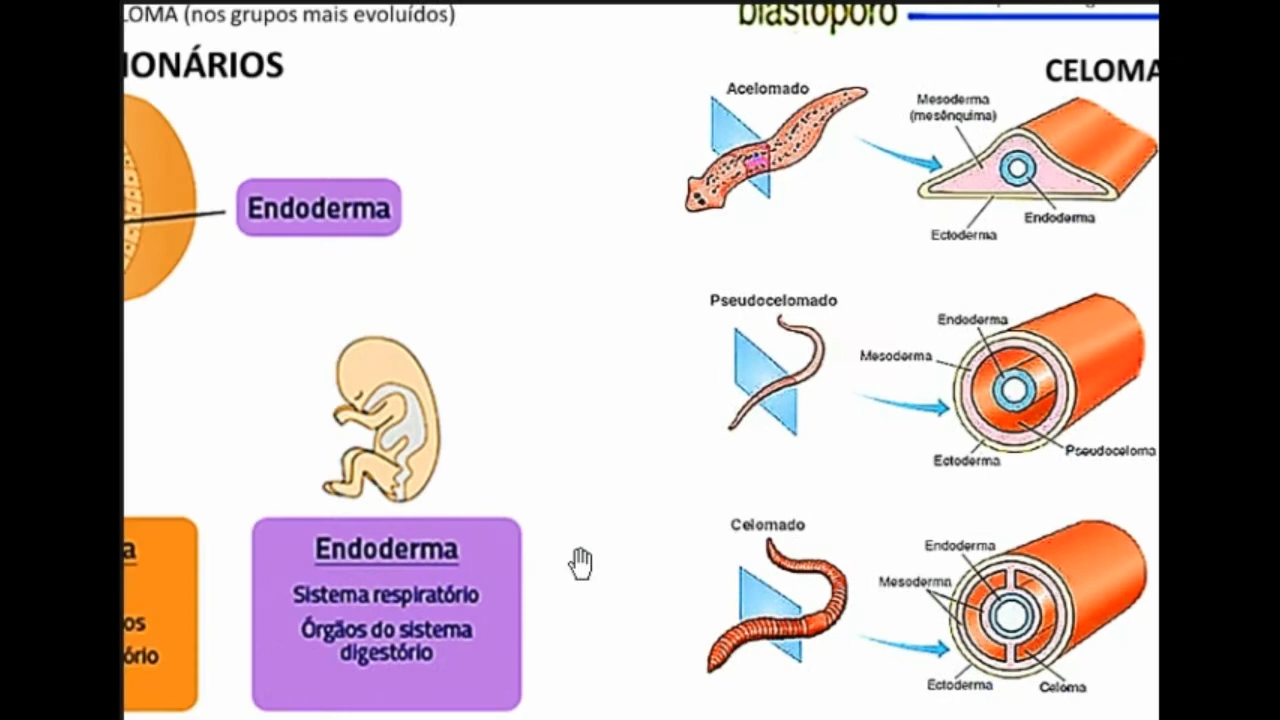 LOMA (nos grupos mais evoluídos)
IONÁRIOS
Endoderma
a
os
ório
Endoderma
Sistema respiratório
Órgãos do sistema
digestório
blastoporo
CELOMA
Acelomado
Mesoderma
(mesênquima)
Endoderma
Ectoderma
Pseudocelomado
Endoderma
Mesoderma
Ectoderma
Pseudoceloma
Celomado
Endoderma
Mesoderma
Ectoderma
Celoma